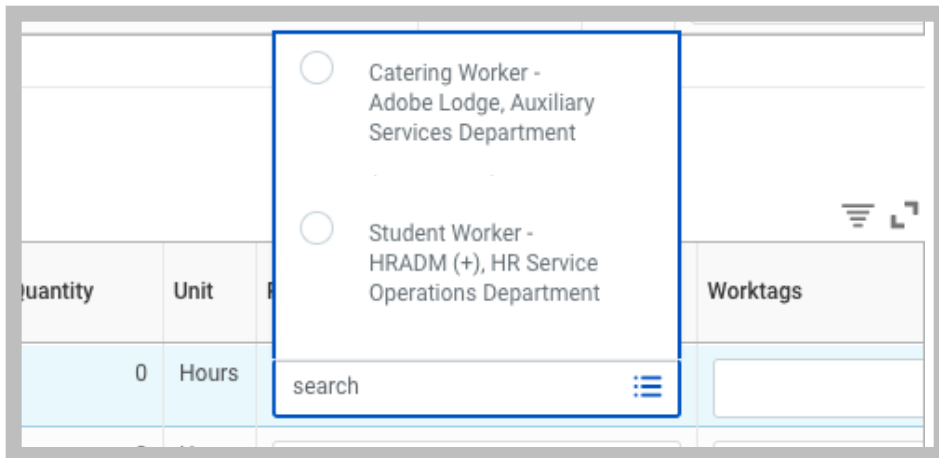 Catering Worker -
Adobe Lodge, Auxiliary
Services Department
Student Worker -
HRADM (+), HR Service
Operations Department
Unit
Worktags
0
Hours
search